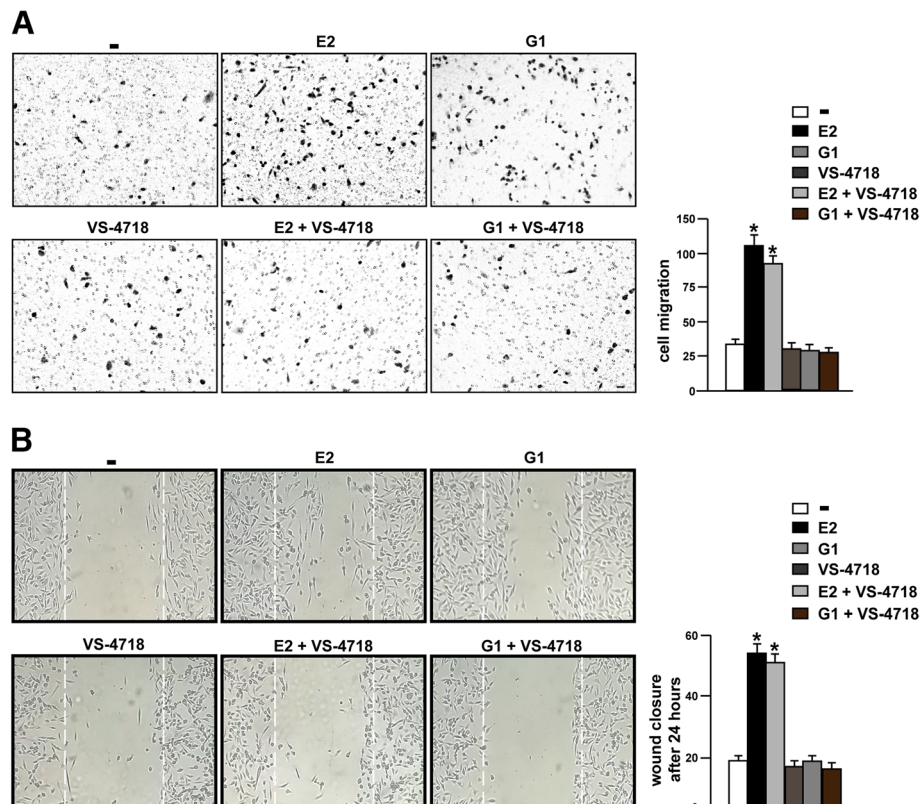 A
- E2 G1
VS-4718 E2 + VS-4718 G1 + VS-4718
-
E2
G1
VS-4718
E2 + VS-4718
G1 + VS-4718
cell migration
150
100
75
50
25
0
*
*
B
- E2 G1
VS-4718 E2 + VS-4718 G1 + VS-4718
-
E2
G1
VS-4718
E2 + VS-4718
G1 + VS-4718
wound closure
after 24 hours
60
40
20
*
*